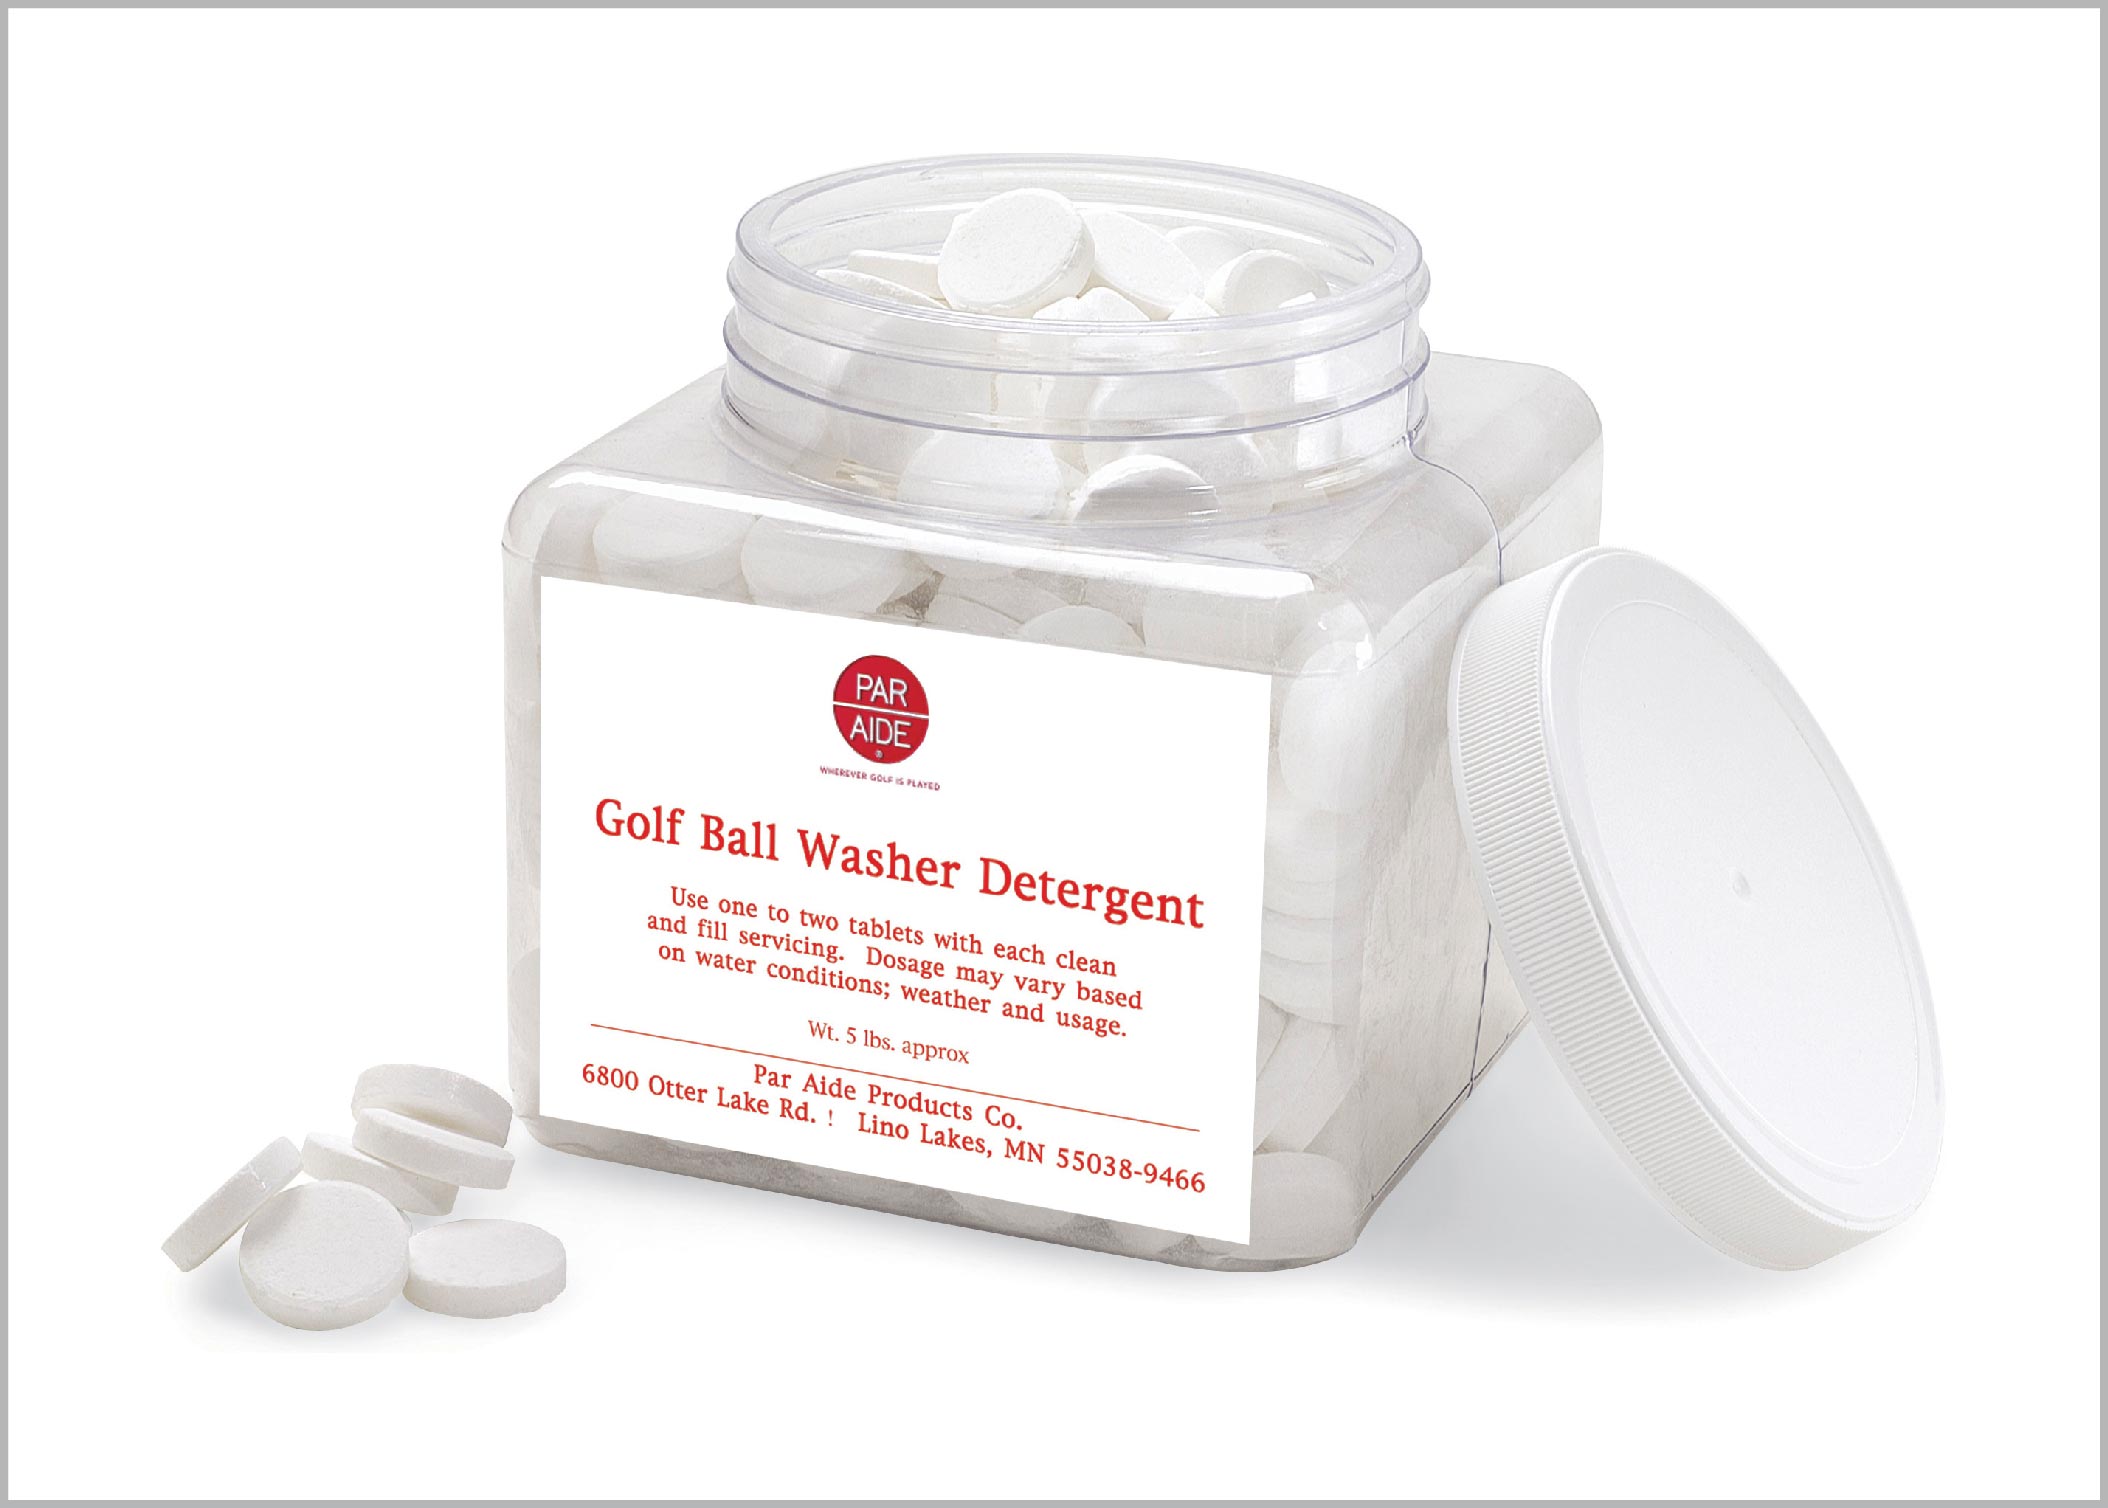 PAR
AIDE
®
WHEREVER GOLF IS PLAYED
Golf Ball Washer Detergent
Use one to two tablets with each clean
and fill servicing.  Dosage may vary based
on water conditions; weather and usage.
Wt. 5 lbs. approx
Par Aide Products Co.
6800 Otter Lake Rd. !  Lino Lakes, MN 55038-9466